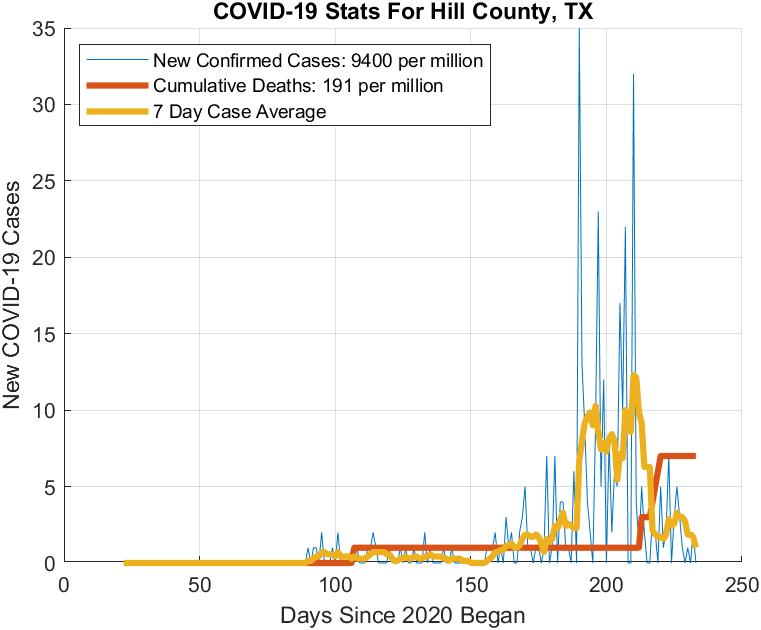 COVID-19 Stats For Hill County, TX
New Confirmed Cases: 9400 per million
Cumulative Deaths: 191 per million
7 Day Case Average
New COVID-19 Cases
35
30
25
20
15
10
5
0
0 50 100 150 200 250
Days Since 2020 Began